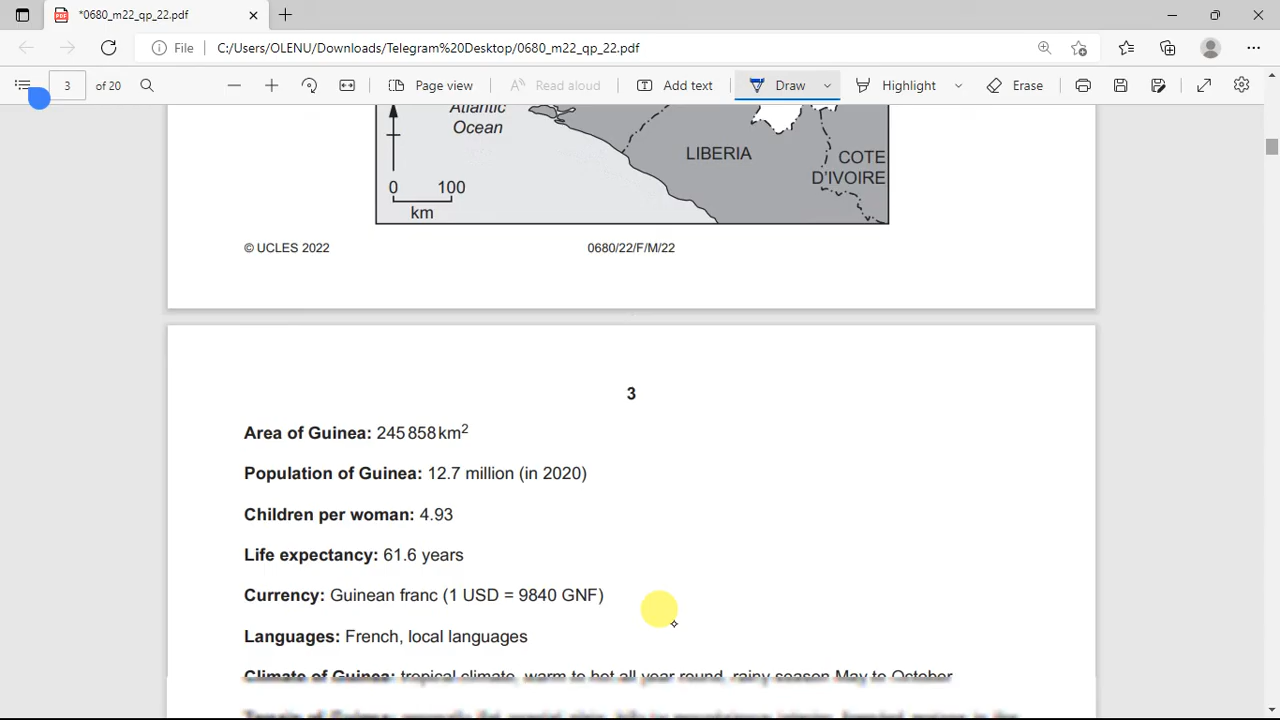 *0680_m22_qp_22.pdf
File C:/Users/OLENU/Downloads/Telegram%20Desktop/0680_m22_qp_22.pdf
3 of 20 Page view Read aloud Add text Draw Highlight Erase
Atlantic
Ocean
LIBERIA
COTE
D'IVOIRE
0 100
km
© UCLES 2022 0680/22/F/M/22
3
Area of Guinea: 245 858 km²
Population of Guinea: 12.7 million (in 2020)
Children per woman: 4.93
Life expectancy: 61.6 years
Currency: Guinean franc (1 USD = 9840 GNF)
Languages: French, local languages
Climate of Guinea: tropical climate, warm to hot all year round, rainy season May to October